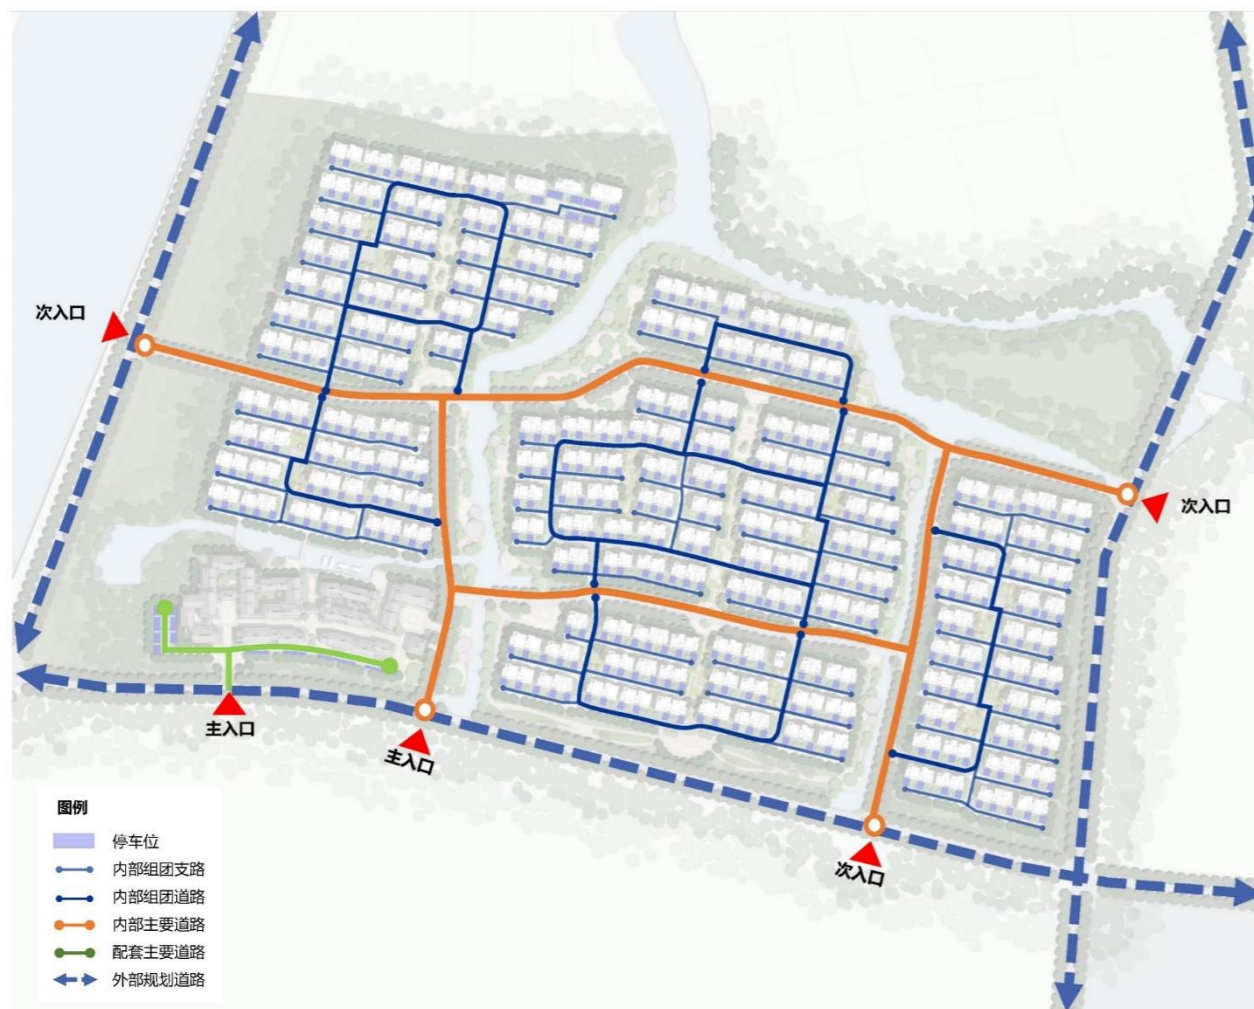 次入口
次入口
主入口
主入口
次入口
图例
停车位
内部组团支路
内部组团道路
内部主要道路
配套主要道路
外部规划道路